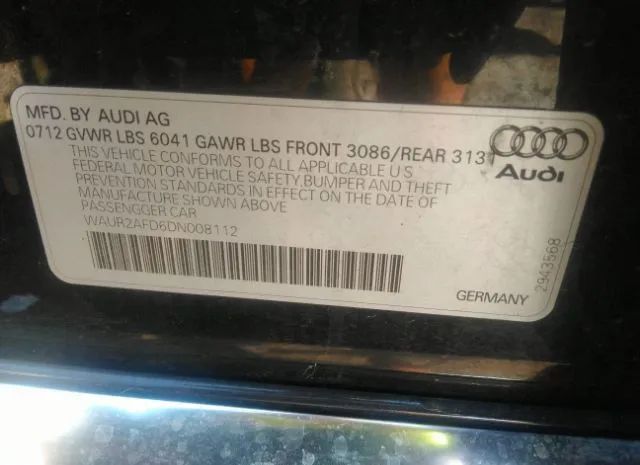 MFD. BY AUDI AG
0712 GVWR LBS 6041 GAWR LBS FRONT 3086/REAR 3131
THIS VEHICLE CONFORMS TO ALL APPLICABLE U S
FEDERAL MOTOR VEHICLE SAFETY,BUMPER AND THEFT
PREVENTION STANDARDS IN EFFECT ON THE DATE OF
MANUFACTURE SHOWN ABOVE
PASSENGGER CAR
WAUR2AFD6DN008112
Audi
GERMANY
2943568